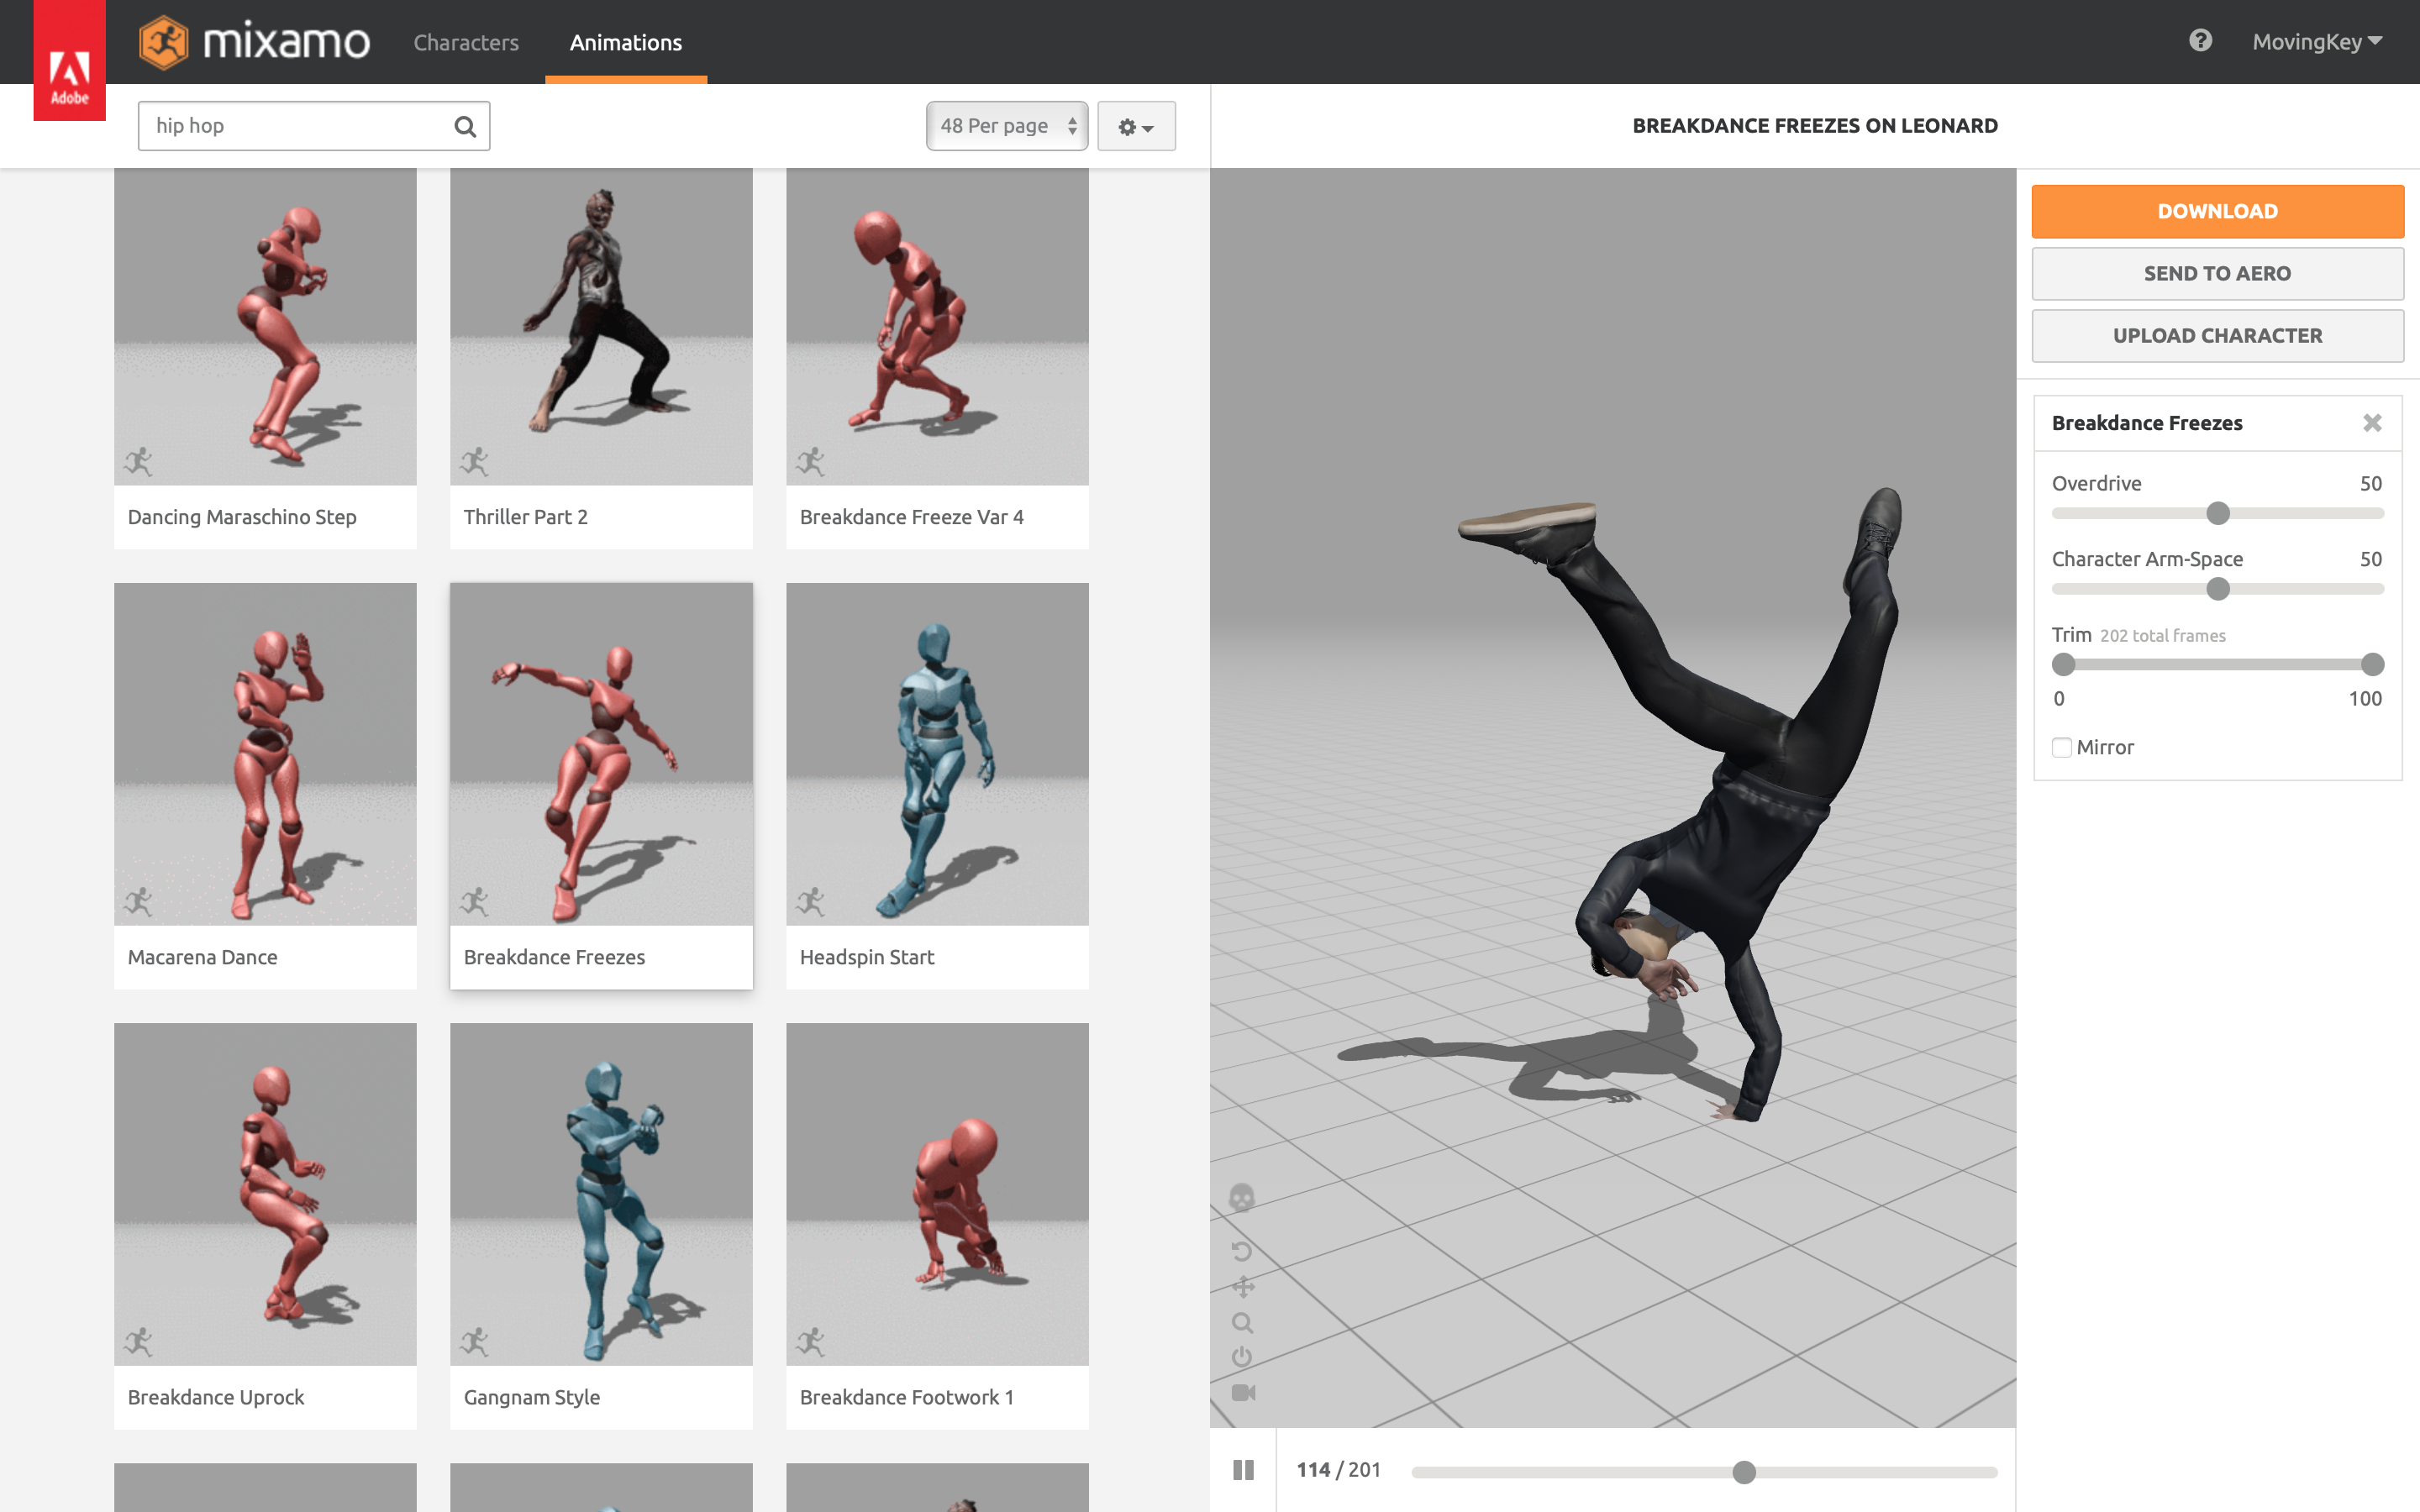 Adobe
mixamo
Characters
Animations
MovingKey
hip hop
48 Per page
BREAKDANCE FREEZES ON LEONARD
Dancing Maraschino Step
Thriller Part 2
Breakdance Freeze Var 4
Macarena Dance
Breakdance Freezes
Headspin Start
Breakdance Uprock
Gangnam Style
Breakdance Footwork 1
114 / 201
DOWNLOAD
SEND TO AERO
UPLOAD CHARACTER
Breakdance Freezes
Overdrive 50
Character Arm-Space 50
Trim 202 total frames
0 100
Mirror